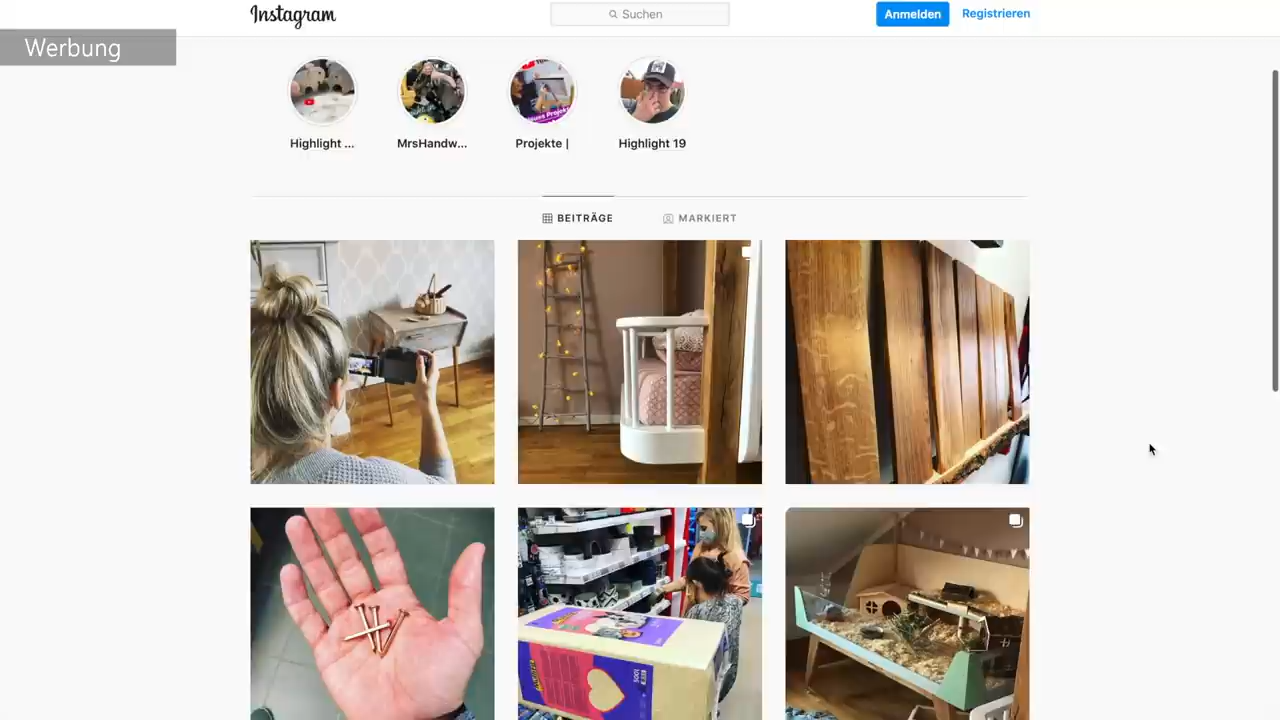 Instagram
Suchen
Anmelden
Registrieren
Werbung
Highlight ...
MrsHandw...
Projekte |
Highlight 19
BEITRÄGE
MARKIERT